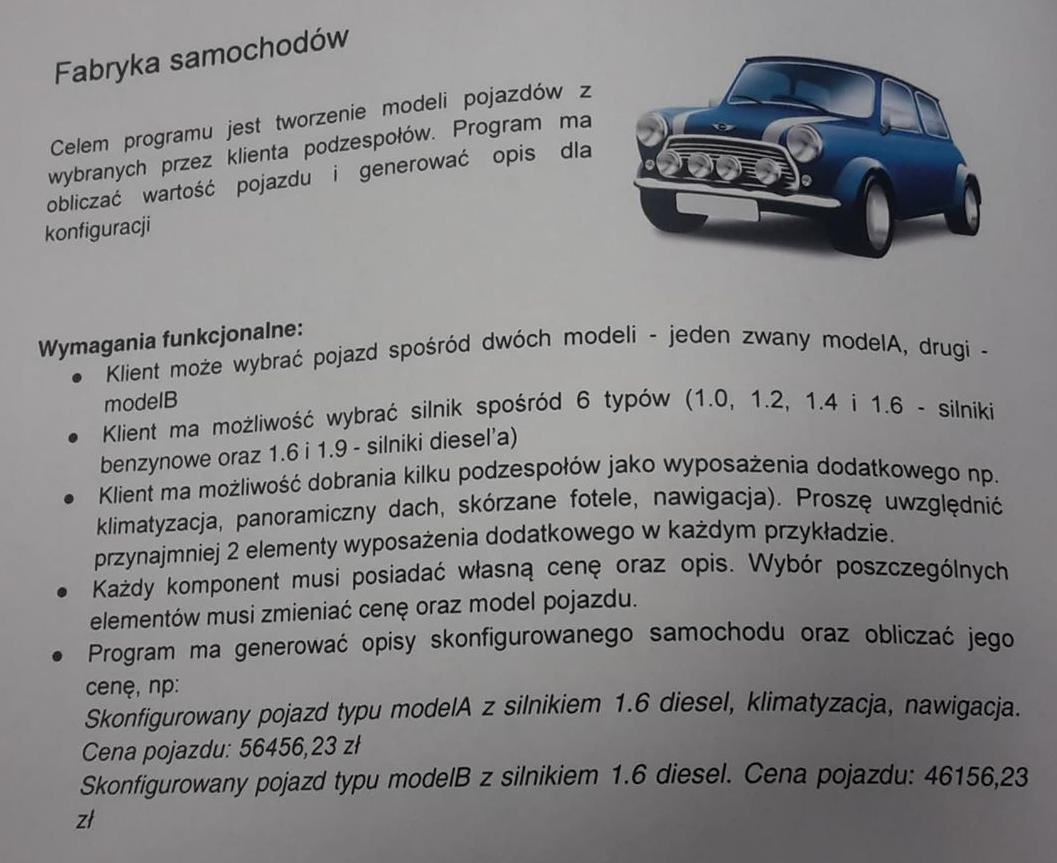 Fabryka samochodów
Celem programu jest tworzenie modeli pojazdów z
wybranych przez klienta podzespołów. Program ma
obliczać wartość pojazdu i generować opis dla
konfiguracji
Wymagania funkcjonalne:
● Klient może wybrać pojazd spośród dwóch modeli - jeden zwany modelA, drugi -
modelB
● Klient ma możliwość wybrać silnik spośród 6 typów (1.0, 1.2, 1.4 i 1.6 - silniki
benzynowe oraz 1.6 i 1.9 - silniki diesel'a)
● Klient ma możliwość dobrania kilku podzespołów jako wyposażenia dodatkowego np.
klimatyzacja, panoramiczny dach, skórzane fotele, nawigacja). Proszę uwzględnić
przynajmniej 2 elementy wyposażenia dodatkowego w każdym przykładzie.
● Każdy komponent musi posiadać własną cenę oraz opis. Wybór poszczególnych
elementów musi zmieniać cenę oraz model pojazdu.
● Program ma generować opisy skonfigurowanego samochodu oraz obliczać jego
cenę, np:
Skonfigurowany pojazd typu modelA z silnikiem 1.6 diesel, klimatyzacja, nawigacja.
Cena pojazdu: 56456,23 zł
Skonfigurowany pojazd typu modelB z silnikiem 1.6 diesel. Cena pojazdu: 46156,23
zł